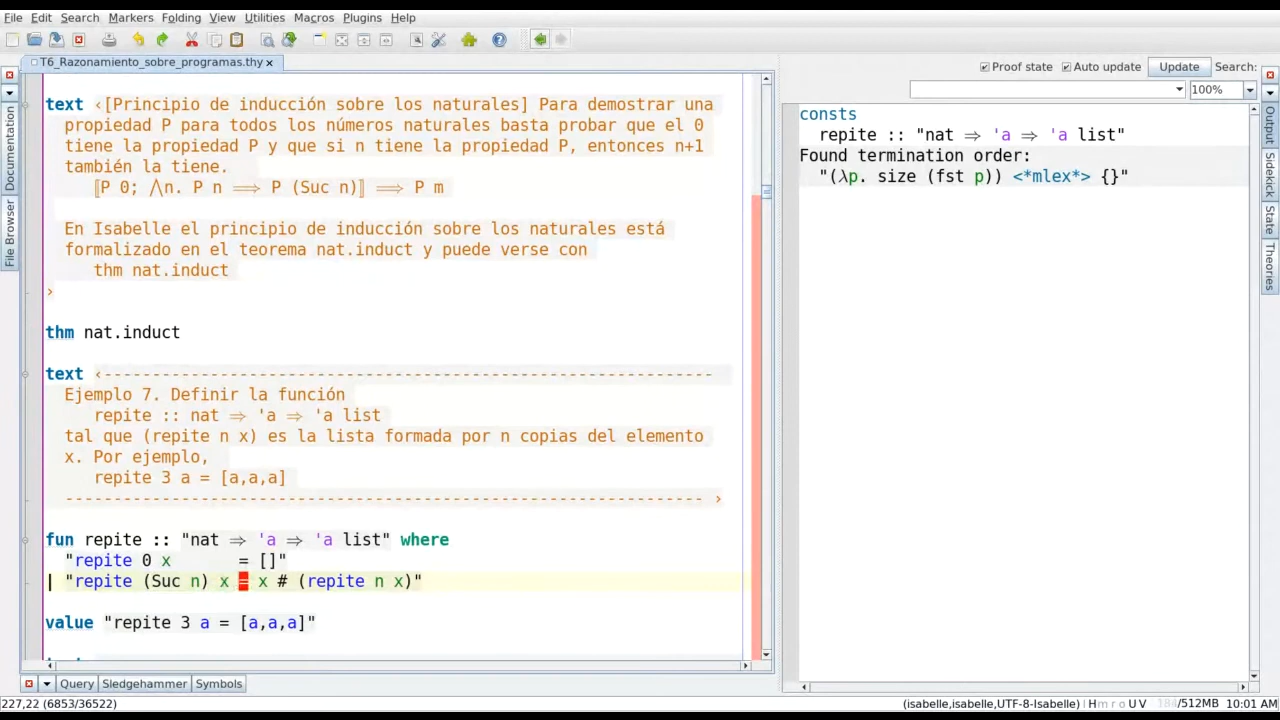 File Edit Search Markers Folding View Utilities Macros Plugins Help
T6_Razonamiento_sobre_programas.thy
Documentation
File Browser
text ‹[Principio de inducción sobre los naturales] Para demostrar una
propiedad P para todos los números naturales basta probar que el 0
tiene la propiedad P y que si n tiene la propiedad P, entonces n+1
también la tiene.
⟦P 0; ⋀n. P n ⟹ P (Suc n)⟧ ⟹ P m
En Isabelle el principio de inducción sobre los naturales está
formalizado en el teorema nat.induct y puede verse con
thm nat.induct
›
thm nat.induct
text ‹---------------------------------------------------------------
Ejemplo 7. Definir la función
repite :: nat ⇒ 'a ⇒ 'a list
tal que (repite n x) es la lista formada por n copias del elemento
x. Por ejemplo,
repite 3 a = [a,a,a]
------------------------------------------------------------------ ›
fun repite :: "nat ⇒ 'a ⇒ 'a list" where
"repite 0 x       = []"
| "repite (Suc n) x = x # (repite n x)"
value "repite 3 a = [a,a,a]"
Query Sledgehammer Symbols
Proof state Auto update Update Search:
100%
consts
repite :: "nat ⇒ 'a ⇒ 'a list"
Found termination order:
"(λp. size (fst p)) <*mlex*> {}"
Output
Sidekick
State
Theories
227,22 (6853/36522)
(isabelle,isabelle,UTF-8-Isabelle) | H m r o U V 184/512MB 10:01 AM